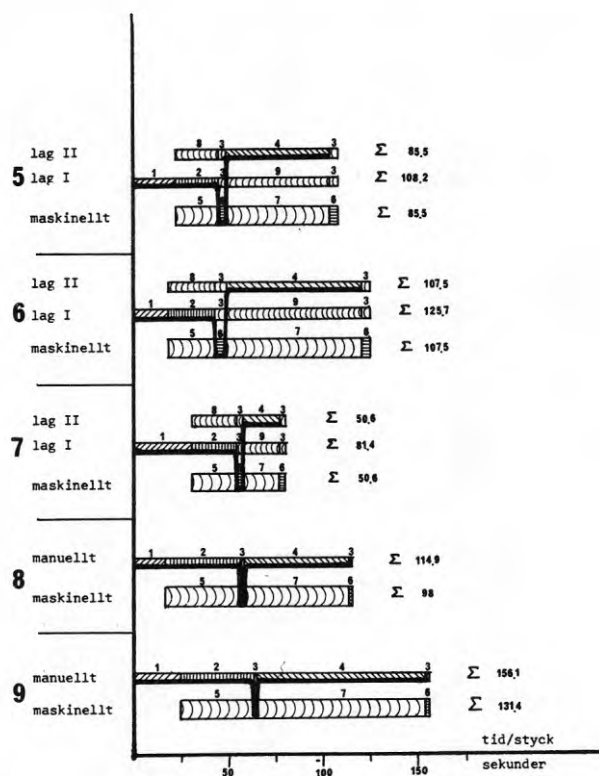 8 3 4 3
lag II Σ 85,5
1 2 3 9 3
5 lag I Σ 108,2
5 7 6
maskinellt Σ 85,5
8 3 4 3
lag II Σ 107,5
1 2 3 9 3
6 lag I Σ 125,7
5 6 7 6
maskinellt Σ 107,5
8 3 4 3
lag II Σ 50,6
1 2 3 9 3
7 lag I Σ 81,4
5 7 6
maskinellt Σ 50,6
1 2 3 4 3
manuellt Σ 114,9
8
5 7 6
maskinellt Σ 98
1 2 3 4 3
manuellt Σ 156,1
9
5 7 6
maskinellt Σ 131,4
tid/styck
50 100 150
sekunder